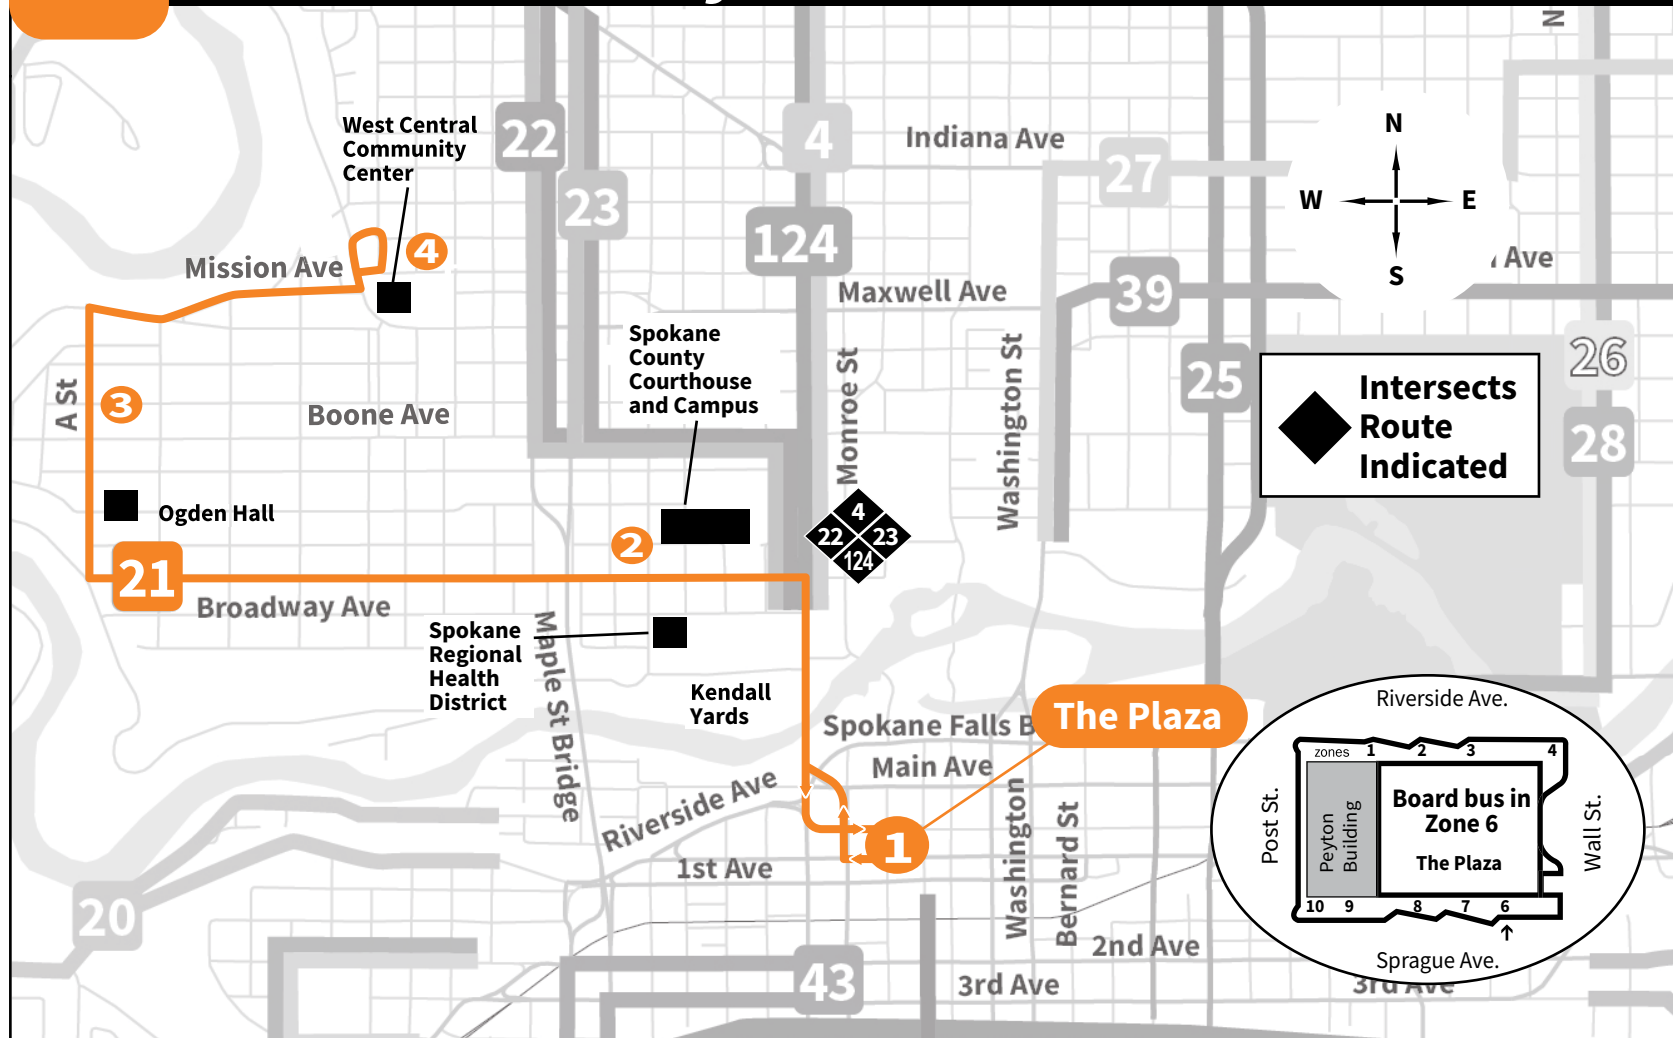 N
22
4
Indiana Ave
27
West Central
Community
Center
23
N
W
E
S
124
4
Mission Ave
Ave
Maxwell Ave
39
Spokane
County
Courthouse
and Campus
Monroe St
Washington St
25
26
A St
3
Boone Ave
Intersects
Route
Indicated
28
Ogden Hall
4
22
23
124
2
21
Broadway Ave
Spokane
Regional
Health
District
Maple St Bridge
Kendall
Yards
Spokane Falls B
The Plaza
Main Ave
Riverside Ave
1
1st Ave
Washington
Bernard St
20
2nd Ave
43
3rd Ave
3rd Ave
Riverside Ave.
zones
1
2
3
4
Post St.
Peyton
Building
Board bus in
Zone 6
The Plaza
Wall St.
10
9
8
7
6
Sprague Ave.